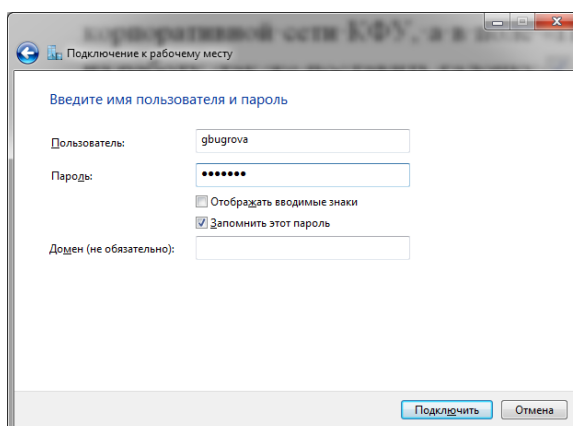 корпоративной сети КФУ, а в поле
Подключение к рабочему месту
Введите имя пользователя и пароль
Пользователь: gbugrova
Пароль: •••••••
Отображать вводимые знаки
Запомнить этот пароль
Домен (не обязательно):
Подключить Отмена